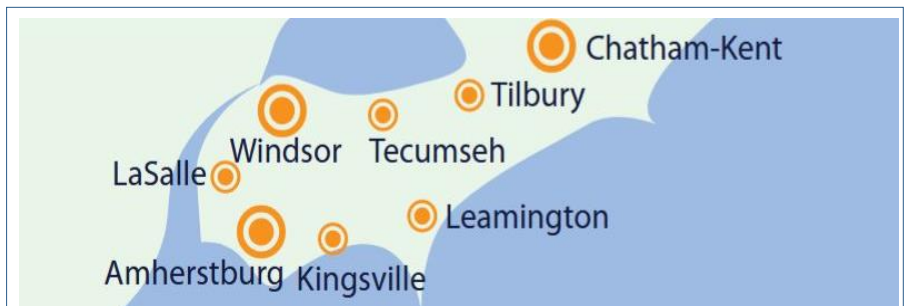 Chatham-Kent
Tilbury
Windsor
Tecumseh
LaSalle
Leamington
Amherstburg
Kingsville